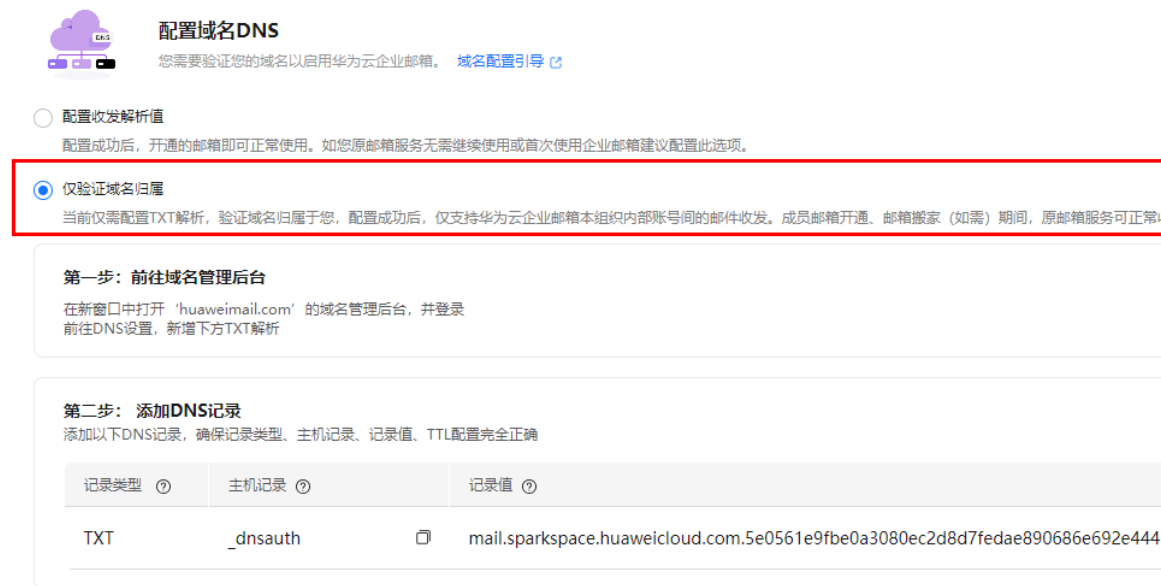 DNS
配置域名DNS
您需要验证您的域名以启用华为云企业邮箱。 域名配置引导
配置收发解析值
配置成功后，开通的邮箱即可正常使用。如您原邮箱服务无需继续使用或首次使用企业邮箱建议配置此选项。
仅验证域名归属
当前仅需配置TXT解析，验证域名归属于您，配置成功后，仅支持华为云企业邮箱本组织内部账号间的邮件收发。成员邮箱开通、邮箱搬家（如需）期间，原邮箱服务可正常
第一步：前往域名管理后台
在新窗口中打开‘huaweimail.com’的域名管理后台，并登录
前往DNS设置，新增下方TXT解析
第二步： 添加DNS记录
添加以下DNS记录，确保记录类型、主机记录、记录值、TTL配置完全正确
记录类型 主机记录 记录值
TXT _dnsauth mail.sparkspace.huaweicloud.com.5e0561e9fbe0a3080ec2d8d7fedae890686e692e444